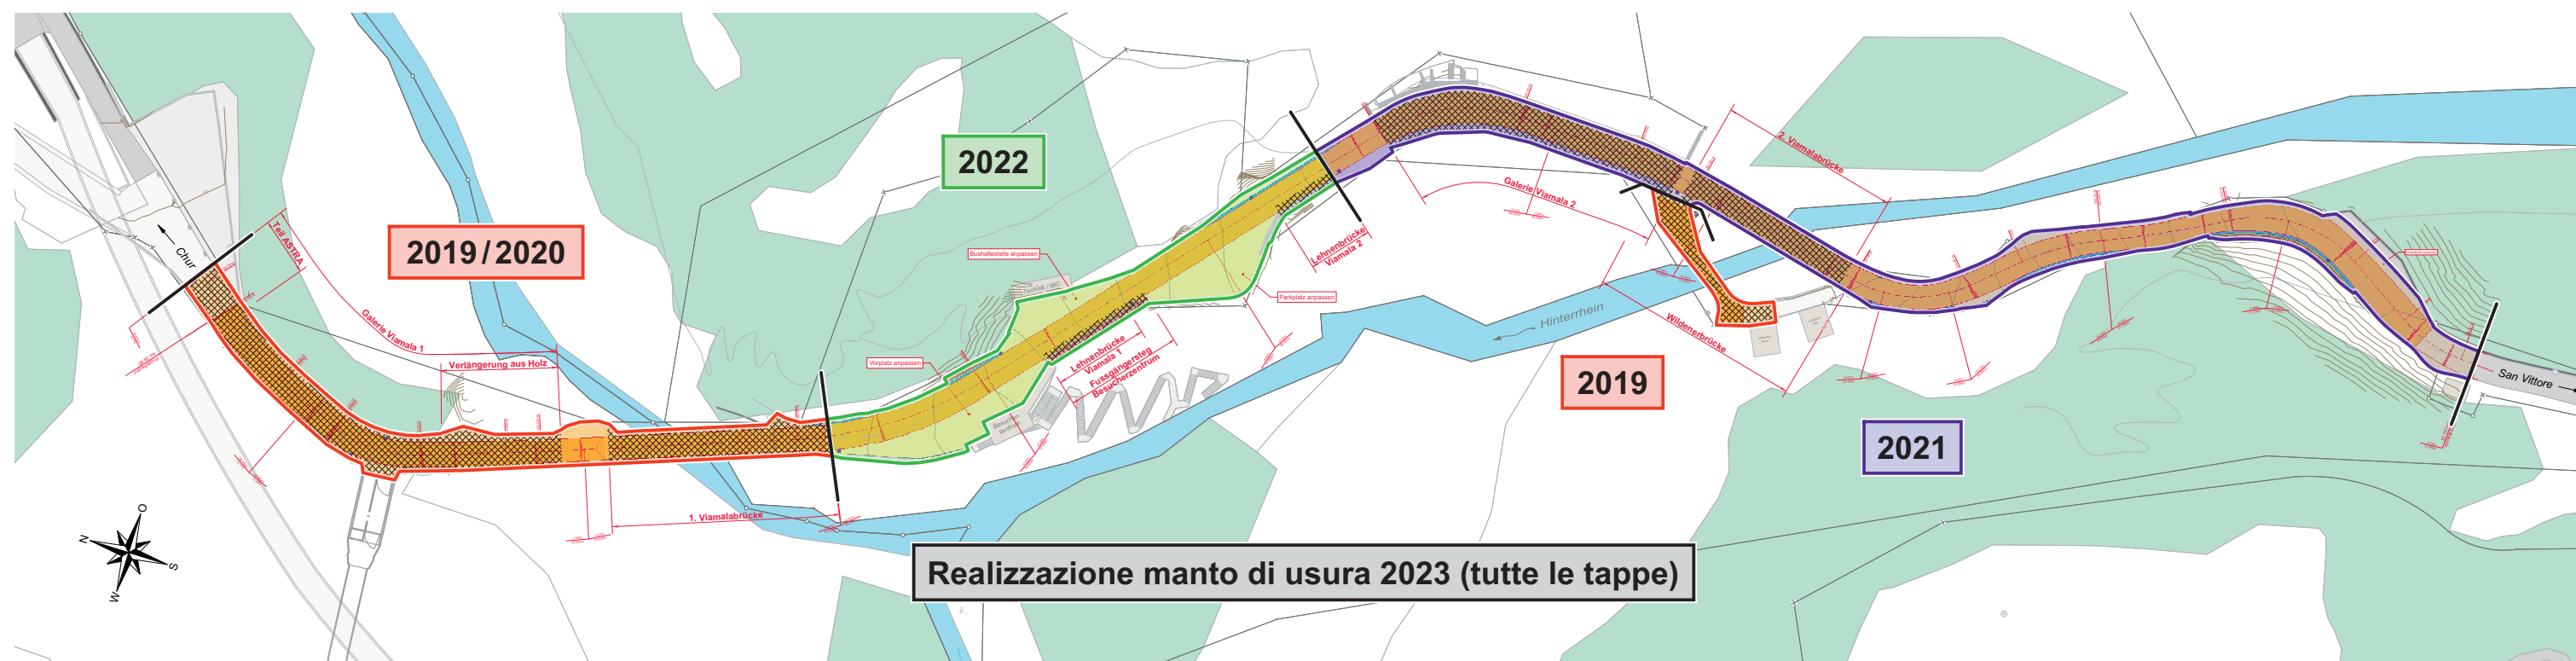 Chur
Teil ASTRA
2019/2020
Galerie Viamala 1
Verlängerung aus Holz
1. Viamalabrücke
2022
Bushaltestelle anpassen
Technik / WC
Vorplatz anpassen
Lehnenbrücke
Viamala 1
Fussgängersteg
Besucherzentrum
Parkplatz anpassen
Lehnenbrücke
Viamala 2
Galerie Viamala 2
2. Viamalabrücke
Hinterrhein
Wildenerbrücke
2019
2021
San Vittore
N
O
S
W
Realizzazione manto di usura 2023 (tutte le tappe)